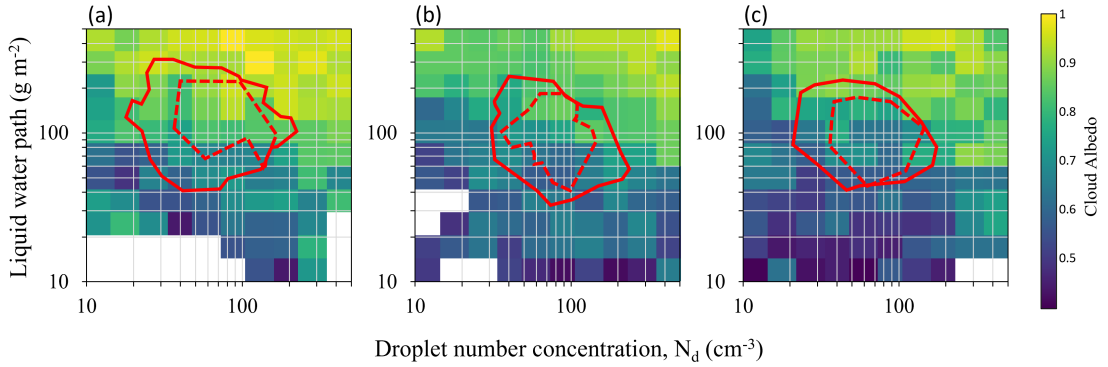 (a) (b) (c)
Liquid water path (g m⁻²)
100 100 100
10 10 10
10 100 10 100 10 100
Droplet number concentration, N_d (cm⁻³)
1
0.9
0.8
0.7
0.6
0.5
Cloud Albedo